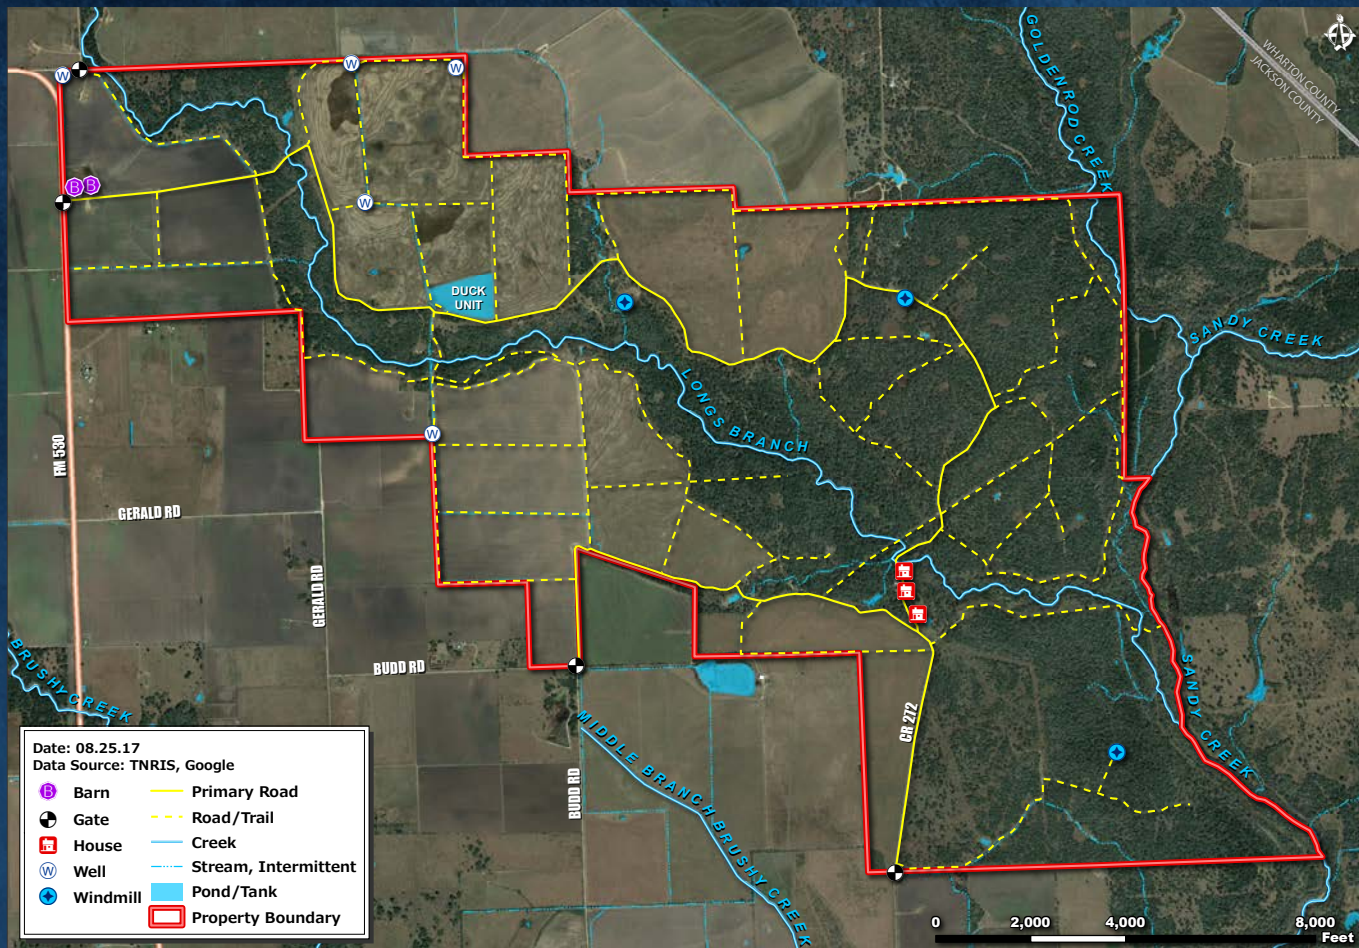 GOLDENROD CREEK
WHARTON COUNTY
JACKSON COUNTY
W
W
W
B B
W
DUCK
UNIT
SANDY CREEK
LONGS BRANCH
W
FM 530
GERALD RD
GERALD RD
BUDD RD
BRUSHY CREEK
SANDY CREEK
CR 272
MIDDLE BRANCH BRUSHY CREEK
BUDD RD
Date: 08.25.17
Data Source: TNRIS, Google
B Barn
Primary Road
Gate
Road/Trail
House
Creek
W Well
Stream, Intermittent
Windmill
Pond/Tank
Property Boundary
0 2,000 4,000 8,000
Feet